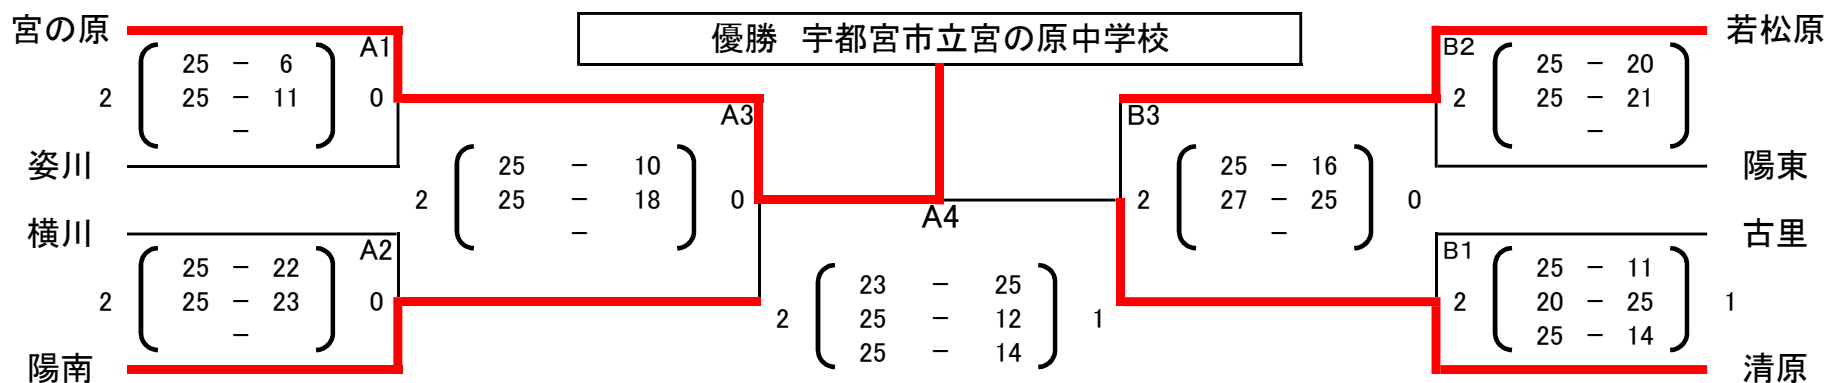 宮の原
優勝　宇都宮市立宮の原中学校
若松原
A1
25 － 6
2
25 － 11
0
－
B2
25 － 20
2
25 － 21
－
A3
B3
姿川
25 － 10
2
25 － 18
0
－
25 － 16
2
27 － 25
0
－
陽東
A4
横川
古里
A2
25 － 22
2
25 － 23
0
－
23 － 25
2
25 － 12
1
25 － 14
B1
25 － 11
2
20 － 25
1
25 － 14
陽南
清原